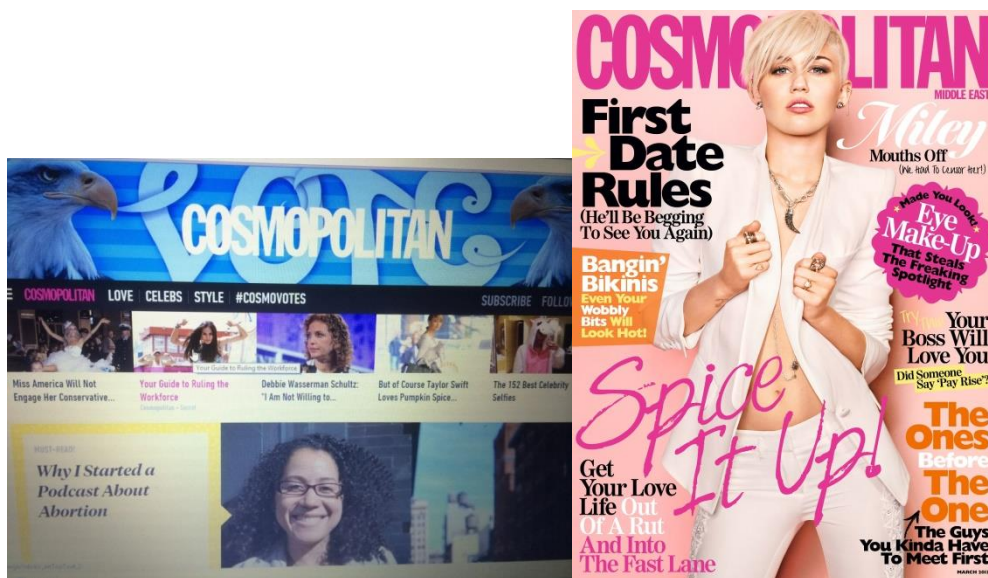 VOTE
COSMOPOLITAN
COSMOPOLITAN LOVE CELEBS STYLE #COSMOVOTES SUBSCRIBE FOLLO
Miss America Will Not
Engage Her Conservative...
Your Guide to Ruling the Workforce
Your Guide to Ruling the
Workforce
Debbie Wasserman Schultz:
"I Am Not Willing to...
But of Course Taylor Swift
Loves Pumpkin Spice...
The 152 Best Celebrity
Selfies
MUST-READ
Why I Started a
Podcast About
Abortion
COSMOPOLITAN
MIDDLE EAST
First
Date
Rules
(He'll Be Begging
To See You Again)
Miley
Mouths Off
(We Had To Censor Her!)
Made You Look!
Eye
Make-Up
That Steals
The Freaking
Spotlight
Bangin'
Bikinis
Even Your
Wobbly
Bits Will
Look Hot!
Your
Boss Will
Love You
Did Someone
Say 'Pay Rise'?
Spice
It Up!
Get
Your Love
Life Out
Of A Rut
And Into
The Fast Lane
The
Ones
Before
The
One
The Guys
You Kinda Have
To Meet First